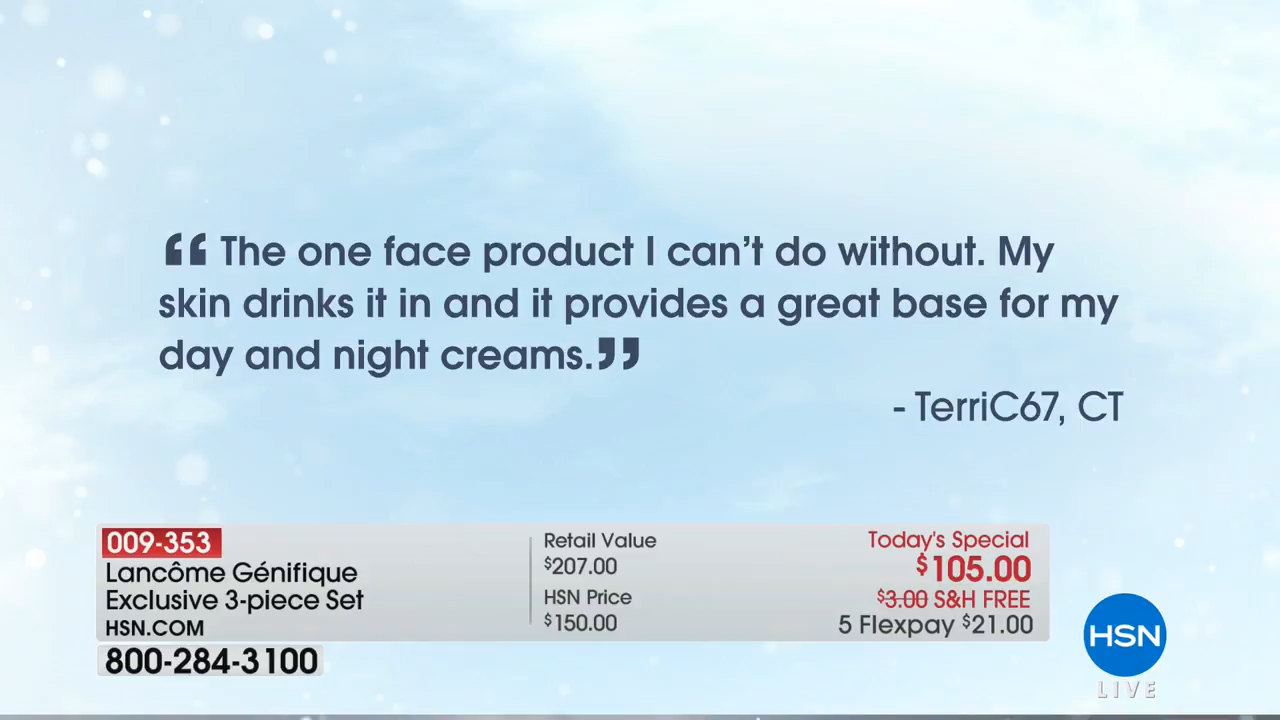 “The one face product I can’t do without. My
skin drinks it in and it provides a great base for my
day and night creams.”
- TerriC67, CT
009-353
Lancôme Génifique
Exclusive 3-piece Set
HSN.COM
800-284-3100
Retail Value
$207.00
HSN Price
$150.00
Today's Special
$105.00
$3.00 S&H FREE
5 Flexpay $21.00
HSN
LIVE